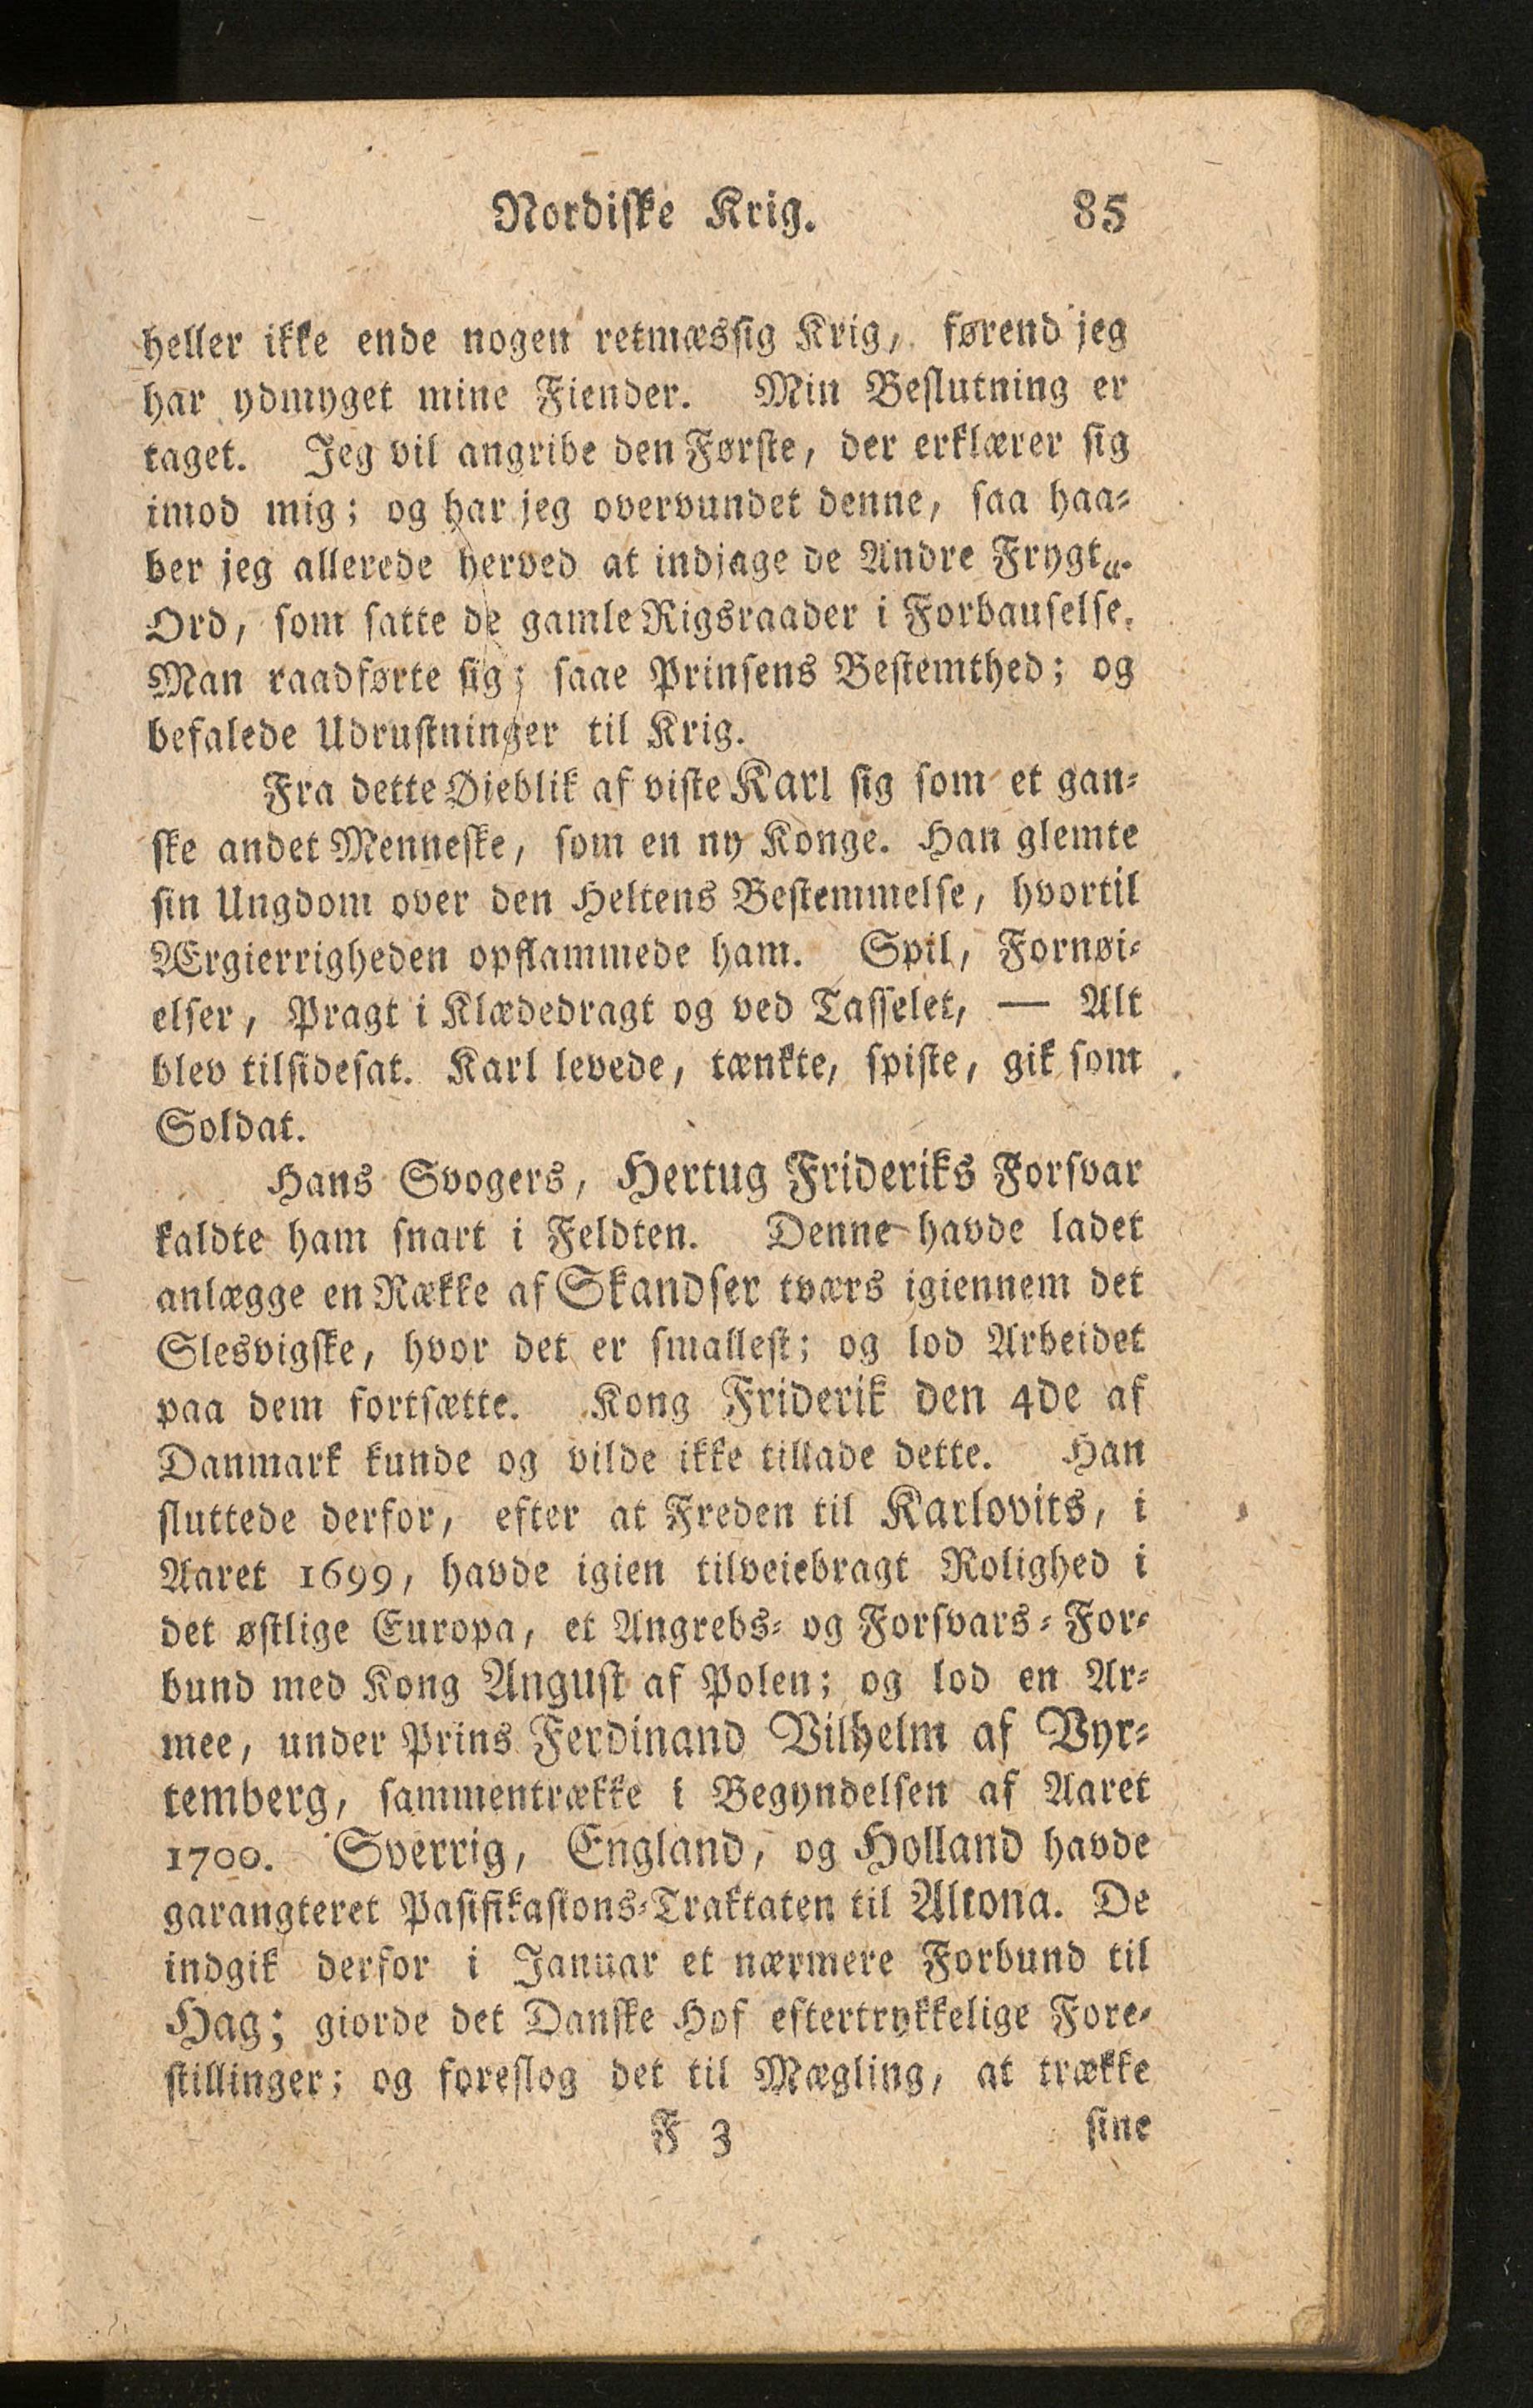 Nordiske Krig. 85
heller ikke ende nogen retmæssig Krig, førend jeg
har ydmyget mine Fiender. Min Beslutning er
taget. Jeg vil angribe den Første, der erklærer sig
imod mig; og har jeg overvundet denne, saa haa-
ber jeg allerede herved at indjage de Andre Frygt“.
Ord, som satte de gamle Rigsraader i Forbauselse.
Man raadførte sig; saae Prinsens Bestemthed; og
befalede Udrustninger til Krig.
Fra dette Øieblik af viste Karl sig som et gan-
ske andet Menneske, som en ny Konge. Han glemte
sin Ungdom over den Heltens Bestemmelse, hvortil
Ærgierrigheden opflammede ham. Spil, Fornøi-
elser, Pragt i Klædedragt og ved Tasselet, — Alt
blev tilsidesat. Karl levede, tænkte, spiste, gik som
Soldat.
Hans Svogers, Hertug Frideriks Forsvar
kaldte ham snart i Feldten. Denne havde ladet
anlægge en Række af Skandser tværs igiennem det
Slesvigske, hvor det er smallest; og lod Arbeidet
paa dem fortsætte. Kong Friderik den 4de af
Danmark kunde og vilde ikke tillade dette. Han
sluttede derfor, efter at Freden til Karlovits, i
Aaret 1699, havde igien tilveiebragt Rolighed i
det østlige Europa, et Angrebs- og Forsvars-For-
bund med Kong Angust af Polen; og lod en Ar-
mee, under Prins Ferdinand Vilhelm af Vyr-
temberg, sammentrække i Begyndelsen af Aaret
1700. Sverrig, England, og Holland havde
garangteret Pasifikasions-Traktaten til Altona. De
indgik derfor i Januar et nærmere Forbund til
Hag; giorde det Danske Hof eftertrykkelige Fore-
stillinger; og foreslog det til Mægling, at trække
F 3 sine